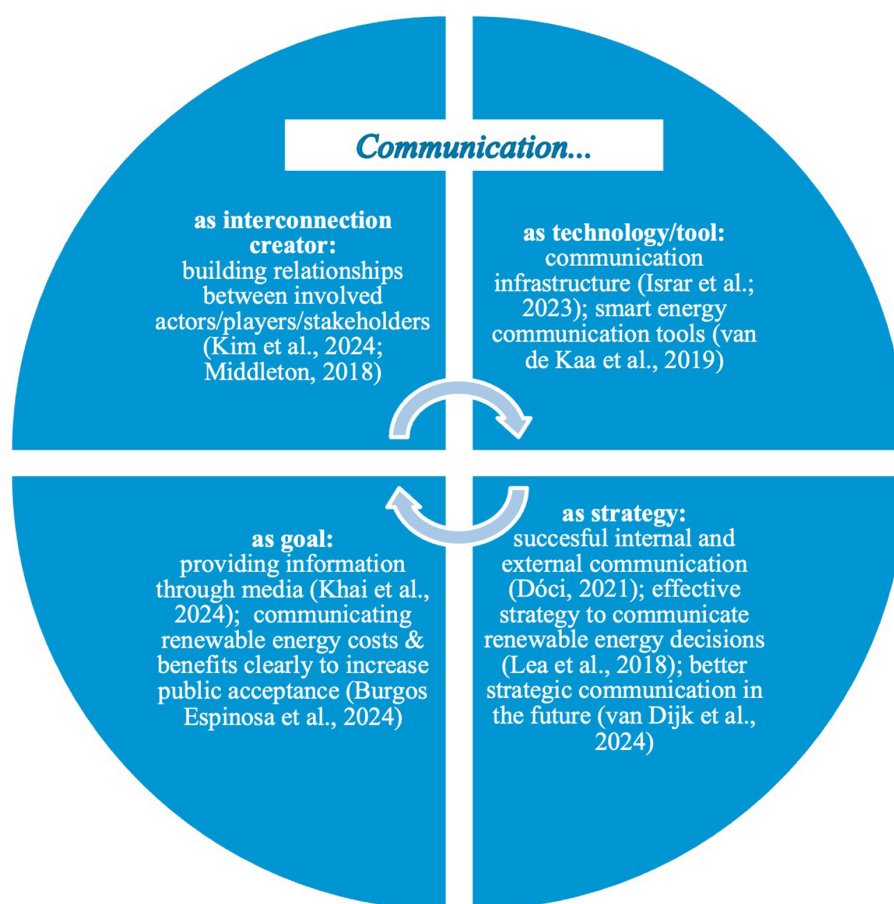 Communication...
as interconnection
creator:
building relationships
between involved
actors/players/stakeholders
(Kim et al., 2024;
Middleton, 2018)
as technology/tool:
communication
infrastructure (Israr et al.;
2023); smart energy
communication tools (van
de Kaa et al., 2019)
as goal:
providing information
through media (Khai et al.,
2024);  communicating
renewable energy costs &
benefits clearly to increase
public acceptance (Burgos
Espinosa et al., 2024)
as strategy:
succesful internal and
external communication
(Dóci, 2021); effective
strategy to communicate
renewable energy decisions
(Lea et al., 2018); better
strategic communication in
the future (van Dijk et al.,
2024)